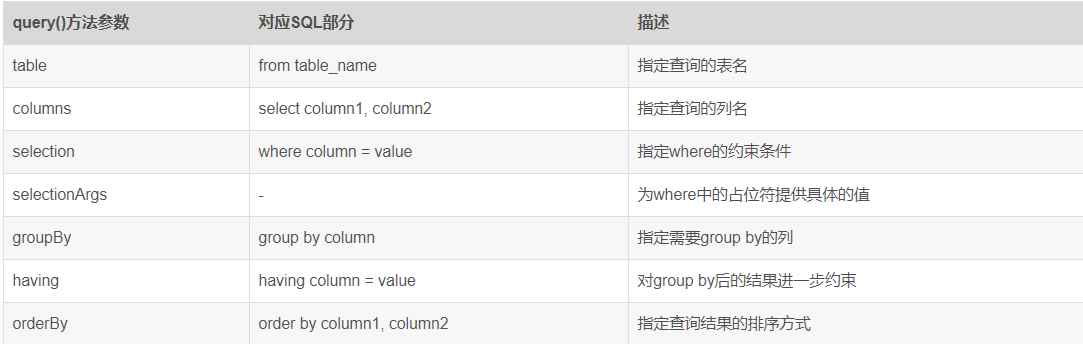 query()方法参数 对应SQL部分 描述
table from table_name 指定查询的表名
columns select column1, column2 指定查询的列名
selection where column = value 指定where的约束条件
selectionArgs - 为where中的占位符提供具体的值
groupBy group by column 指定需要group by的列
having having column = value 对group by后的结果进一步约束
orderBy order by column1, column2 指定查询结果的排序方式